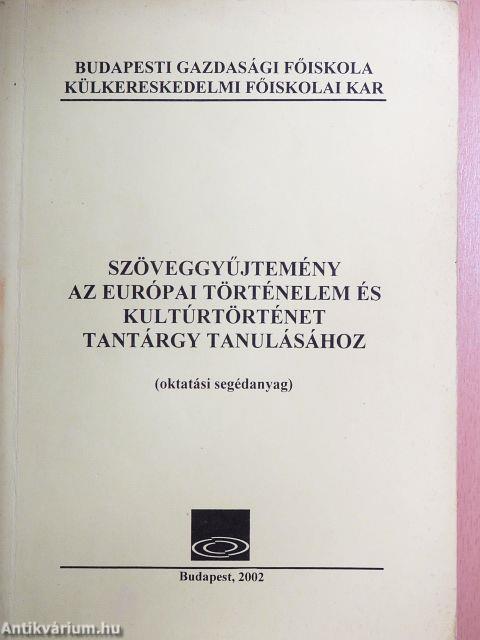 BUDAPESTI GAZDASÁGI FŐISKOLA
KÜLKERESKEDELMI FŐISKOLAI KAR
SZÖVEGGYŰJTEMÉNY
AZ EURÓPAI TÖRTÉNELEM ÉS
KULTÚRTÖRTÉNET
TANTÁRGY TANULÁSÁHOZ
(oktatási segédanyag)
Budapest, 2002
Antikvárium.hu